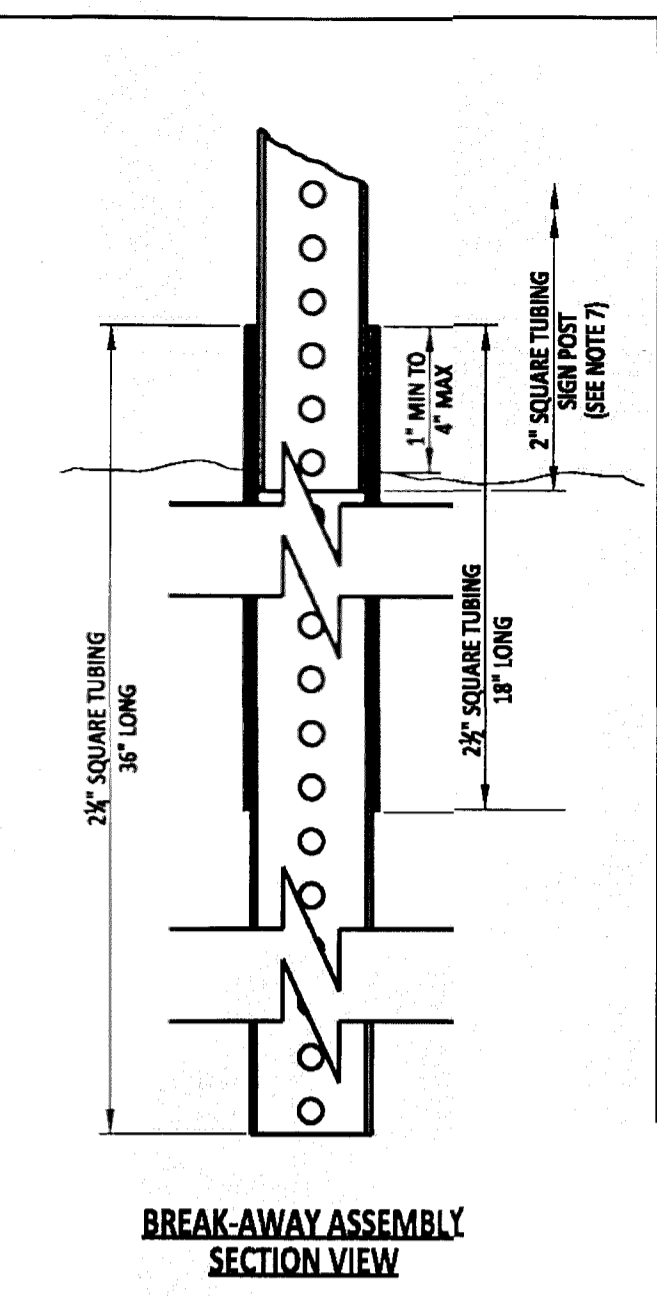 2¼" SQUARE TUBING
36" LONG
1" MIN TO
4" MAX
2½" SQUARE TUBING
18" LONG
2" SQUARE TUBING
SIGN POST
(SEE NOTE 7)
BREAK-AWAY ASSEMBLY
SECTION VIEW